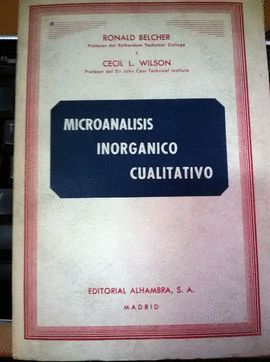 RONALD BELCHER
Profesor del Rotherdam Technical College
Y
CECIL L. WILSON
Profesor del Sir John Cass Technical Institute
MICROANALISIS
INORGANICO
CUALITATIVO
EDITORIAL ALHAMBRA, S. A.
MADRID